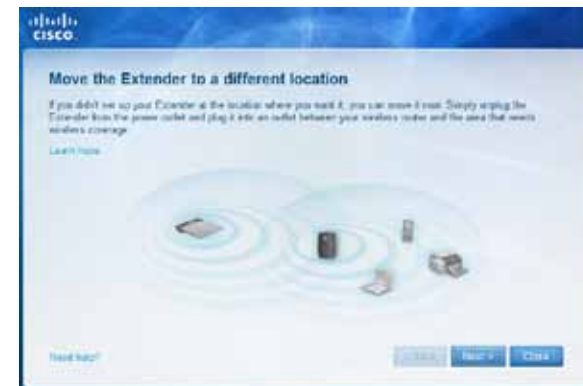 CISCO
Move the Extender to a different location
If you didn't set up your Extender at the location where you want it, you can move it now. Simply unplug the
Extender from the power outlet and plug it into an outlet between your wireless router and the area that needs
wireless coverage.
Learn more
Need help?
Next >
Close